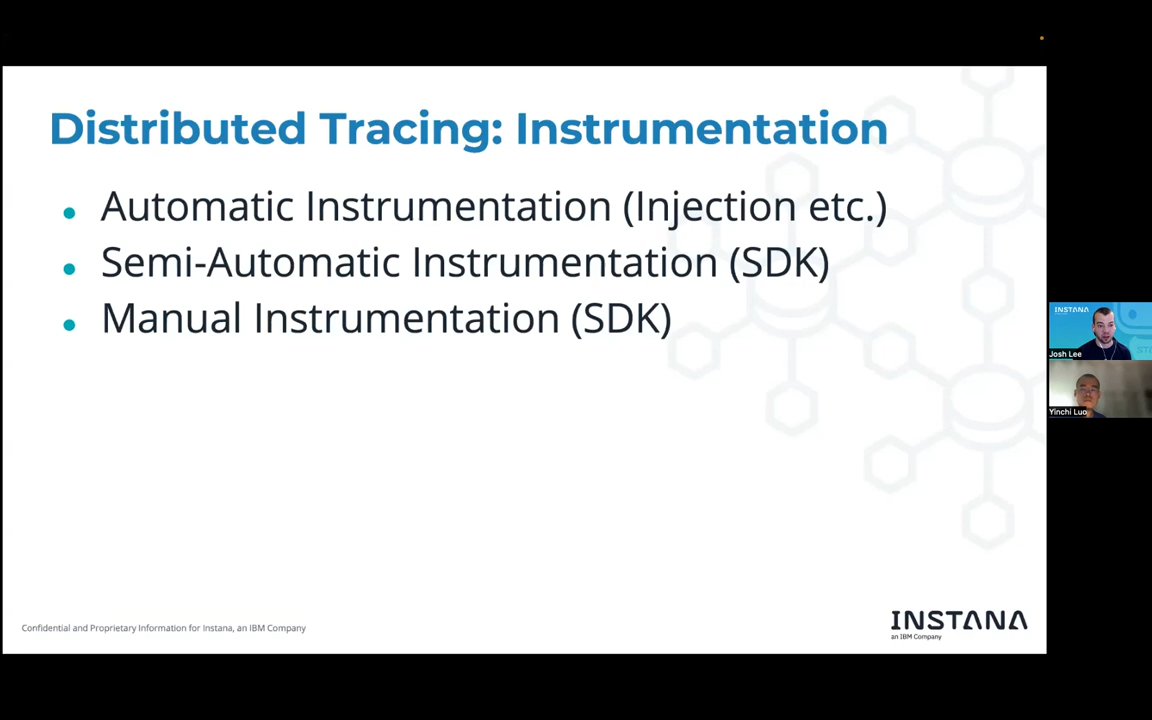 Distributed Tracing: Instrumentation
Automatic Instrumentation (Injection etc.)
Semi-Automatic Instrumentation (SDK)
Manual Instrumentation (SDK)
INSTANA
Josh Lee
Yinchi Luo
Confidential and Proprietary Information for Instana, an IBM Company
INSTANA
an IBM Company